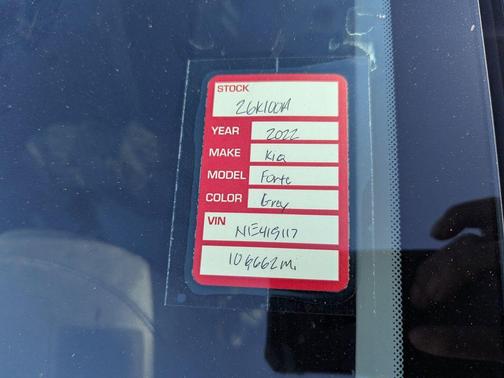 STOCK
26K100A
YEAR 2022
MAKE Kia
MODEL Forte
COLOR Grey
VIN
NE419117
106662mi